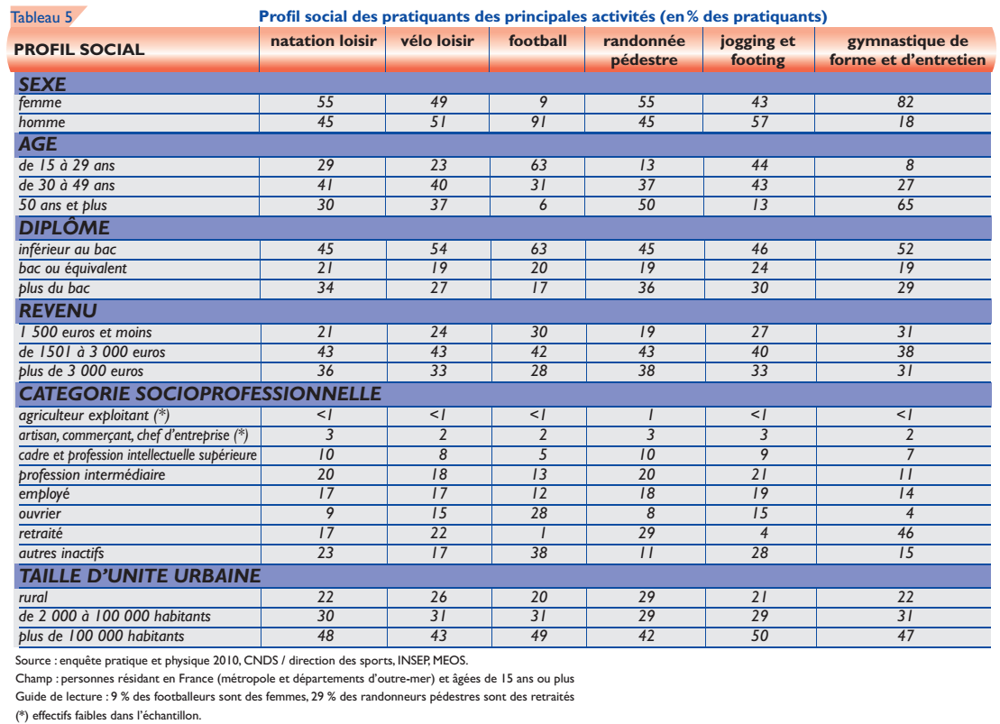 Tableau 5
Profil social des pratiquants des principales activités (en % des pratiquants)
PROFIL SOCIAL natation loisir vélo loisir football randonnée pédestre jogging et footing gymnastique de forme et d'entretien
SEXE
femme 55 49 9 55 43 82
homme 45 51 91 45 57 18
AGE
de 15 à 29 ans 29 23 63 13 44 8
de 30 à 49 ans 41 40 31 37 43 27
50 ans et plus 30 37 6 50 13 65
DIPLÔME
inférieur au bac 45 54 63 45 46 52
bac ou équivalent 21 19 20 19 24 19
plus du bac 34 27 17 36 30 29
REVENU
1 500 euros et moins 21 24 30 19 27 31
de 1501 à 3 000 euros 43 43 42 43 40 38
plus de 3 000 euros 36 33 28 38 33 31
CATEGORIE SOCIOPROFESSIONNELLE
agriculteur exploitant (*) <1 <1 <1 1 <1 <1
artisan, commerçant, chef d'entreprise (*) 3 2 2 3 3 2
cadre et profession intellectuelle supérieure 10 8 5 10 9 7
profession intermédiaire 20 18 13 20 21 11
employé 17 17 12 18 19 14
ouvrier 9 15 28 8 15 4
retraité 17 22 1 29 4 46
autres inactifs 23 17 38 11 28 15
TAILLE D'UNITE URBAINE
rural 22 26 20 29 21 22
de 2 000 à 100 000 habitants 30 31 31 29 29 31
plus de 100 000 habitants 48 43 49 42 50 47
Source : enquête pratique et physique 2010, CNDS / direction des sports, INSEP, MEOS.
Champ : personnes résidant en France (métropole et départements d'outre-mer) et âgées de 15 ans ou plus
Guide de lecture : 9 % des footballeurs sont des femmes, 29 % des randonneurs pédestres sont des retraités
(*) effectifs faibles dans l'échantillon.